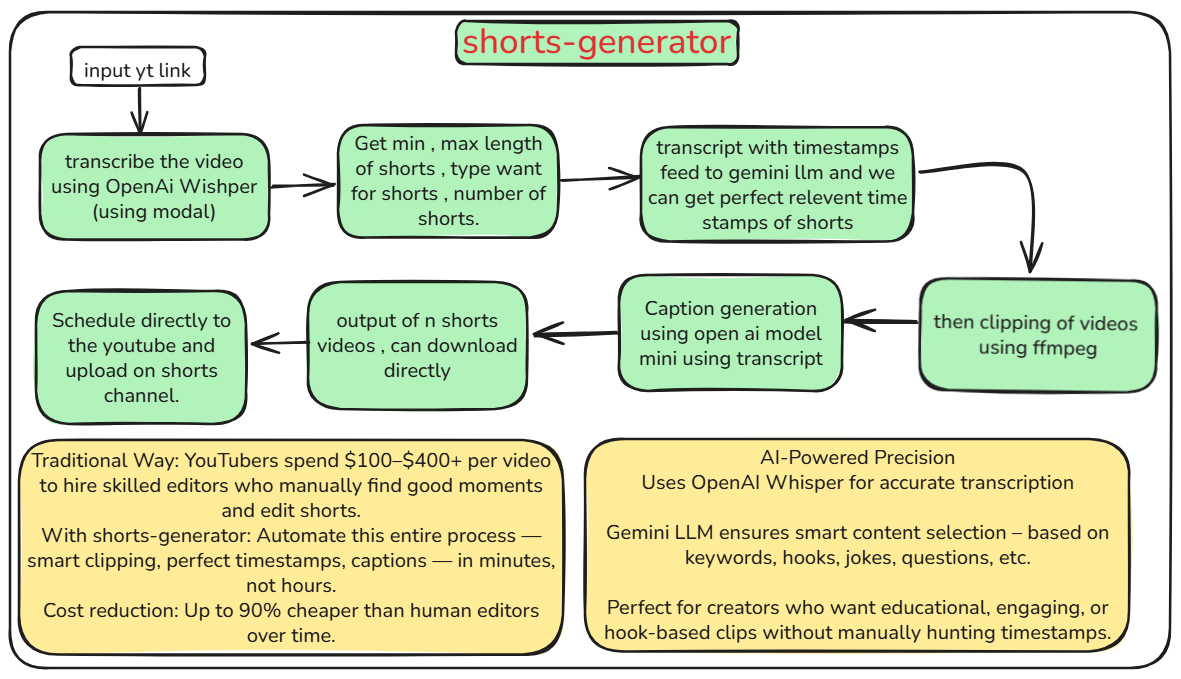 shorts-generator
input yt link
transcribe the video
using OpenAi Wishper
(using modal)
Get min , max length
of shorts , type want
for shorts , number of
shorts.
transcript with timestamps
feed to gemini llm and we
can get perfect relevent time
stamps of shorts
then clipping of videos
using ffmpeg
Caption generation
using open ai model
mini using transcript
output of n shorts
videos , can download
directly
Schedule directly to
the youtube and
upload on shorts
channel.
Traditional Way: YouTubers spend $100–$400+ per video
to hire skilled editors who manually find good moments
and edit shorts.
With shorts-generator: Automate this entire process —
smart clipping, perfect timestamps, captions — in minutes,
not hours.
Cost reduction: Up to 90% cheaper than human editors
over time.
AI-Powered Precision
Uses OpenAI Whisper for accurate transcription
Gemini LLM ensures smart content selection – based on
keywords, hooks, jokes, questions, etc.
Perfect for creators who want educational, engaging, or
hook-based clips without manually hunting timestamps.